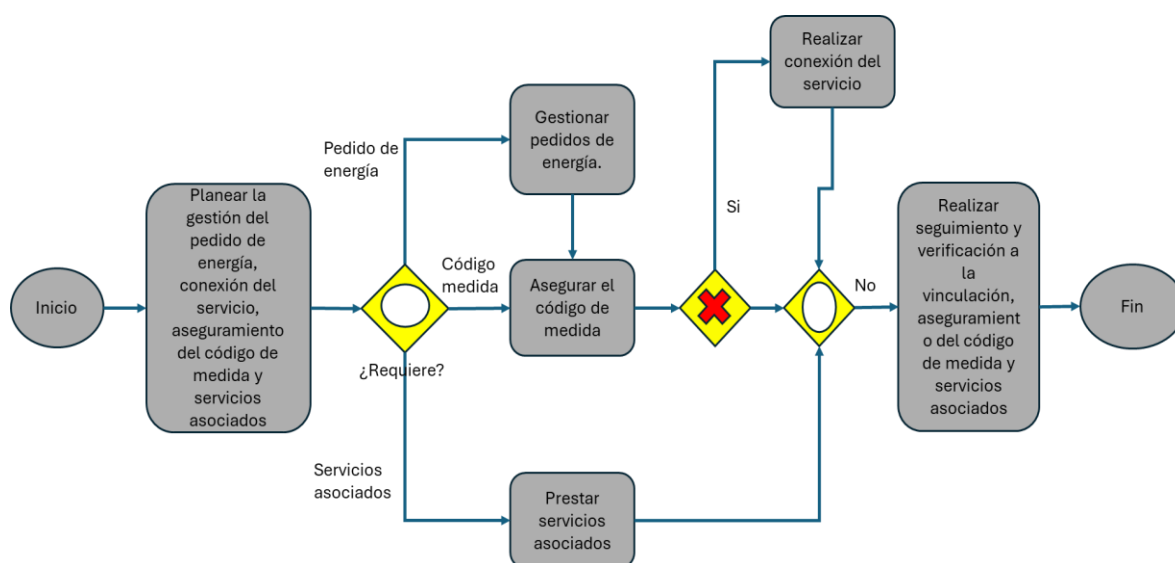 Realizar
conexión del
servicio
Gestionar
pedidos de
energía.
Pedido de
energía
Planear la
gestión del
pedido de
energía,
conexión del
servicio,
aseguramiento
del código de
medida y
servicios
asociados
Si
Realizar
seguimiento y
verificación a
la
vinculación,
aseguramient
o del código
de medida y
servicios
asociados
Código
medida
Asegurar el
código de
medida
No
Inicio
Fin
¿Requiere?
Servicios
asociados
Prestar
servicios
asociados